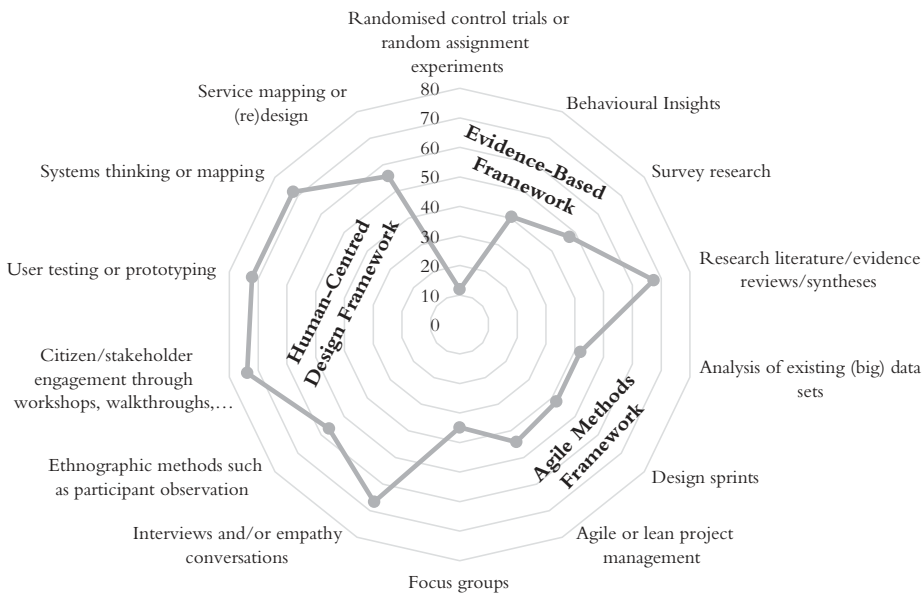 Randomised control trials or
random assignment
experiments
Behavioural Insights
Survey research
Research literature/evidence
reviews/syntheses
Analysis of existing (big) data
sets
Design sprints
Agile or lean project
management
Focus groups
Interviews and/or empathy
conversations
Ethnographic methods such
as participant observation
Citizen/stakeholder
engagement through
workshops, walkthroughs,…
User testing or prototyping
Systems thinking or mapping
Service mapping or
(re)design
80
70
60
50
40
30
20
10
0
Evidence-Based
Framework
Human-Centred
Design Framework
Agile Methods
Framework